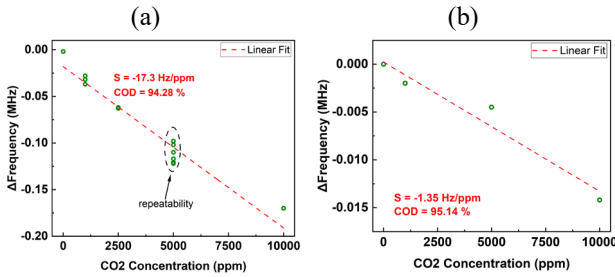 (a)
(b)
Linear Fit
S = -17.3 Hz/ppm
COD = 94.28 %
repeatability
0.00
-0.05
-0.10
-0.15
-0.20
ΔFrequency (MHz)
0
2500
5000
7500
10000
CO2 Concentration (ppm)
Linear Fit
S = -1.35 Hz/ppm
COD = 95.14 %
0.000
-0.005
-0.010
-0.015
ΔFrequency (MHz)
0
2500
5000
7500
10000
CO2 Concentration (ppm)